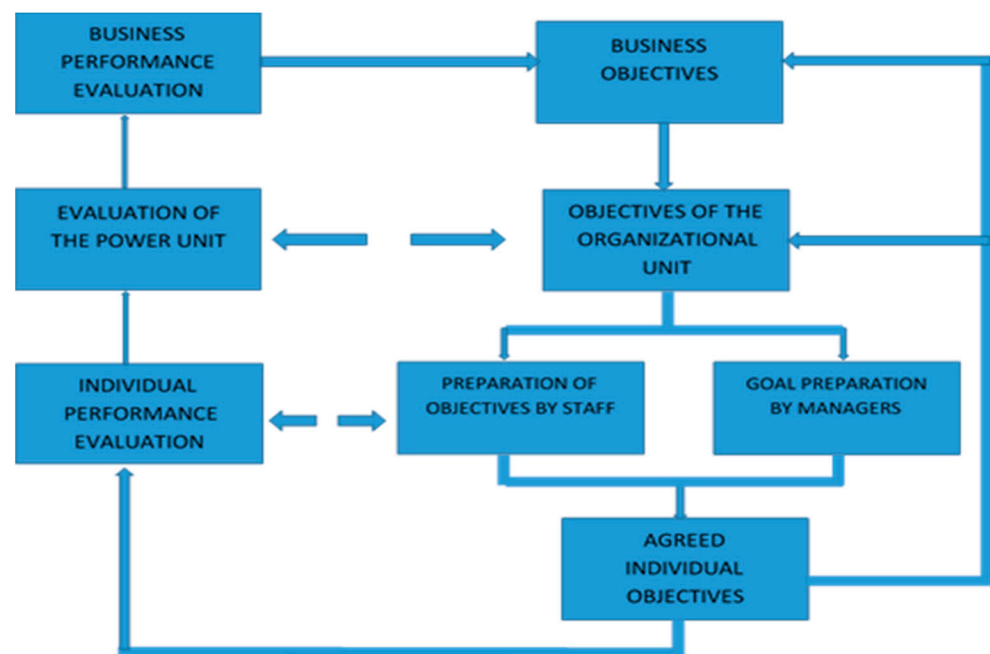 BUSINESS
PERFORMANCE
EVALUATION
BUSINESS
OBJECTIVES
EVALUATION OF
THE POWER UNIT
OBJECTIVES OF THE
ORGANIZATIONAL
UNIT
INDIVIDUAL
PERFORMANCE
EVALUATION
PREPARATION OF
OBJECTIVES BY STAFF
GOAL PREPARATION
BY MANAGERS
AGREED
INDIVIDUAL
OBJECTIVES